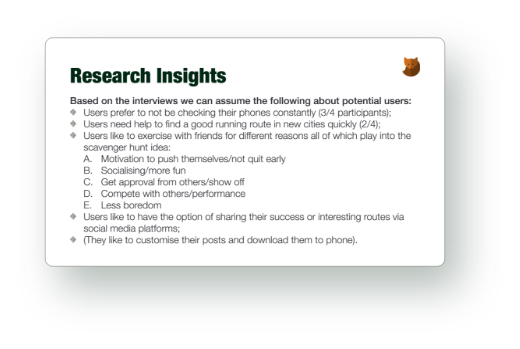 Research Insights
Based on the interviews we can assume the following about potential users:
Users prefer to not be checking their phones constantly (3/4 participants);
Users need help to find a good running route in new cities quickly (2/4);
Users like to exercise with friends for different reasons all of which play into the
scavenger hunt idea:
A. Motivation to push themselves/not quit early
B. Socialising/more fun
C. Get approval from others/show off
D. Compete with others/performance
E. Less boredom
Users like to have the option of sharing their success or interesting routes via
social media platforms;
(They like to customise their posts and download them to phone).